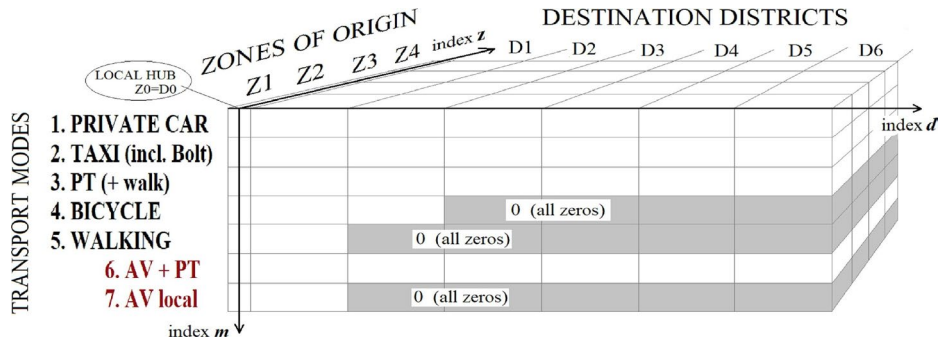 ZONES OF ORIGIN
DESTINATION DISTRICTS
index z
Z1 Z2 Z3 Z4
D1 D2 D3 D4 D5 D6
LOCAL HUB
Z0=D0
index d
TRANSPORT MODES
1. PRIVATE CAR
2. TAXI (incl. Bolt)
3. PT (+ walk)
4. BICYCLE
0 (all zeros)
5. WALKING
0 (all zeros)
6. AV + PT
7. AV local
0 (all zeros)
index m